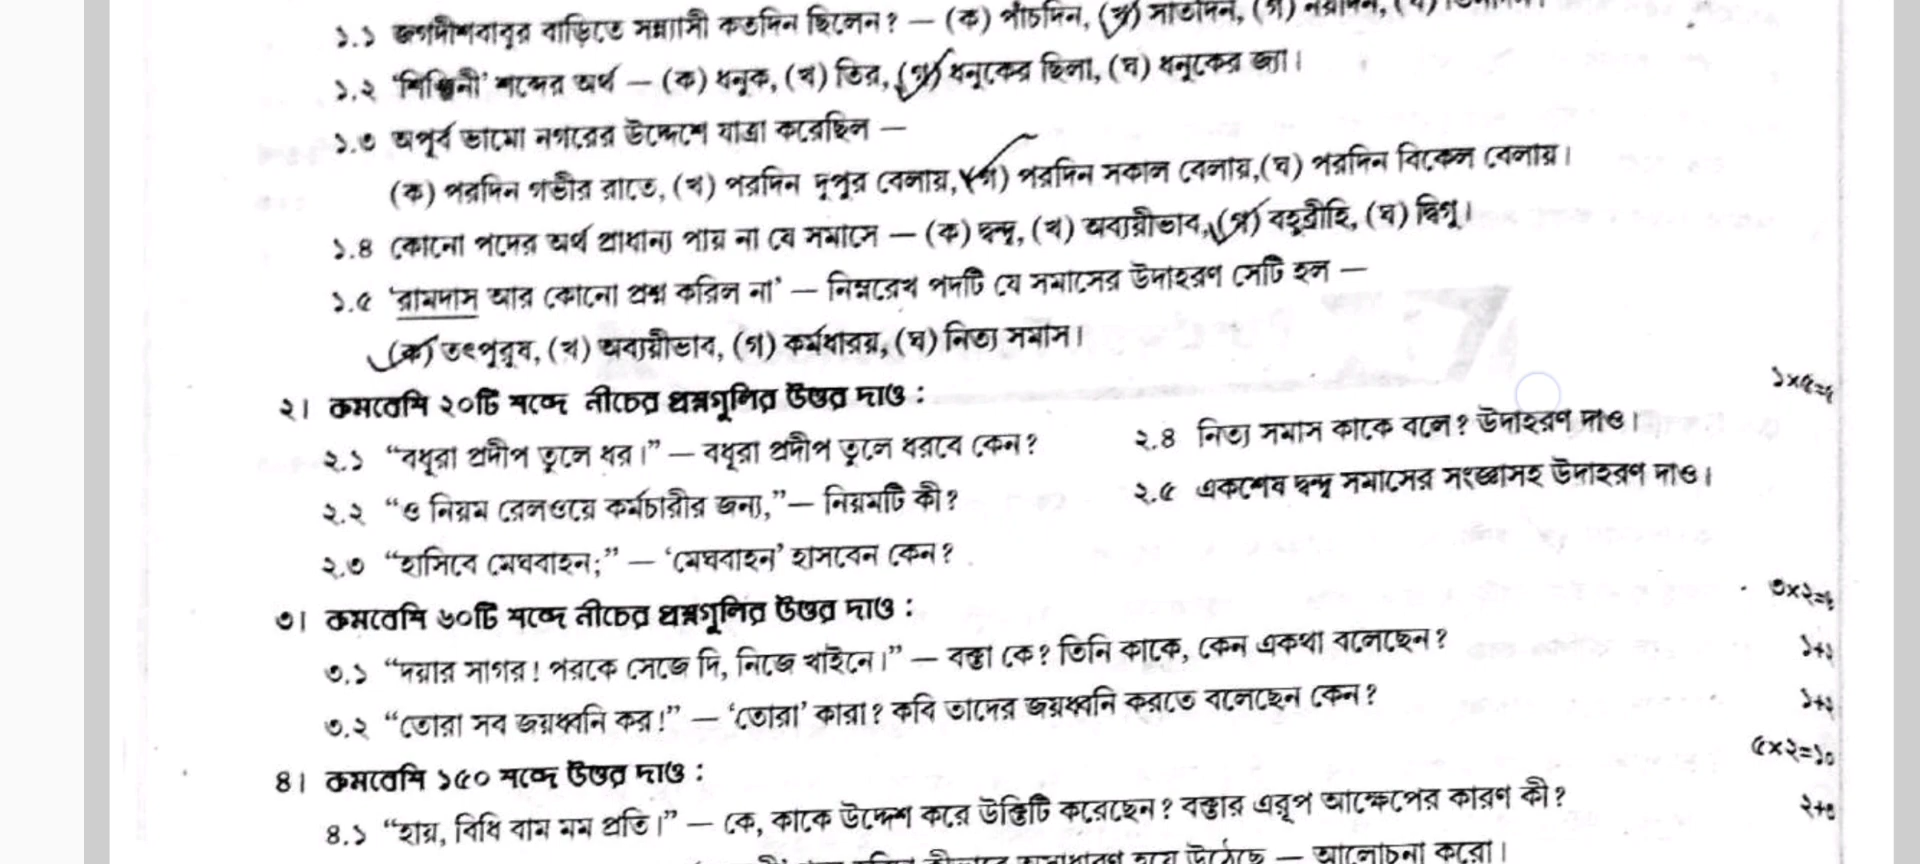 ১.১ জগদীশবাবুর বাড়িতে সন্ন্যাসী কতদিন ছিলেন? — (ক) পাঁচদিন, (খ) সাতদিন, (গ) নয়দিন,
১.২ ‘শিঞ্জিনী’ শব্দের অর্থ — (ক) ধনুক, (খ) তির, (গ) ধনুকের ছিলা, (ঘ) ধনুকের জ্যা।
১.৩ অপূর্ব ভামো নগরের উদ্দেশে যাত্রা করেছিল —
(ক) পরদিন গভীর রাতে, (খ) পরদিন দুপুর বেলায়, (গ) পরদিন সকাল বেলায়, (ঘ) পরদিন বিকেল বেলায়।
১.৪ কোনো পদের অর্থ প্রাধান্য পায় না যে সমাসে — (ক) দ্বন্দ্ব, (খ) অব্যয়ীভাব, (গ) বহুব্রীহি, (ঘ) দ্বিগু।
১.৫ ‘রামদাস আর কোনো প্রশ্ন করিল না’ — নিম্নরেখ পদটি যে সমাসের উদাহরণ সেটি হল —
(ক) তৎপুরুষ, (খ) অব্যয়ীভাব, (গ) কর্মধারয়, (ঘ) নিত্য সমাস।
২। কমবেশি ২০টি শব্দে নীচের প্রশ্নগুলির উত্তর দাও : ১×৫=৫
২.১ “বধূরা প্রদীপ তুলে ধর।” — বধূরা প্রদীপ তুলে ধরবে কেন?
২.২ “ও নিয়ম রেলওয়ে কর্মচারীর জন্য,” — নিয়মটি কী?
২.৩ “হাসিবে মেঘবাহন;” — ‘মেঘবাহন’ হাসবেন কেন?
২.৪ নিত্য সমাস কাকে বলে? উদাহরণ দাও।
২.৫ একশেষ দ্বন্দ্ব সমাসের সংজ্ঞাসহ উদাহরণ দাও।
৩। কমবেশি ৬০টি শব্দে নীচের প্রশ্নগুলির উত্তর দাও : ৩×২=৬
৩.১ “দয়ার সাগর! পরকে সেজে দি, নিজে খাইনে।” — বক্তা কে? তিনি কাকে, কেন একথা বলেছেন? ১+২
৩.২ “তোরা সব জয়ধ্বনি কর!” — ‘তোরা’ কারা? কবি তাদের জয়ধ্বনি করতে বলেছেন কেন? ১+২
৪। কমবেশি ১৫০ শব্দে উত্তর দাও : ৫×২=১০
৪.১ “হায়, বিধি বাম মম প্রতি।” — কে, কাকে উদ্দেশ করে উক্তিটি করেছেন? বক্তার এরূপ আক্ষেপের কারণ কী? ২+৩
হয়ে উঠেছে — আলোচনা করো।